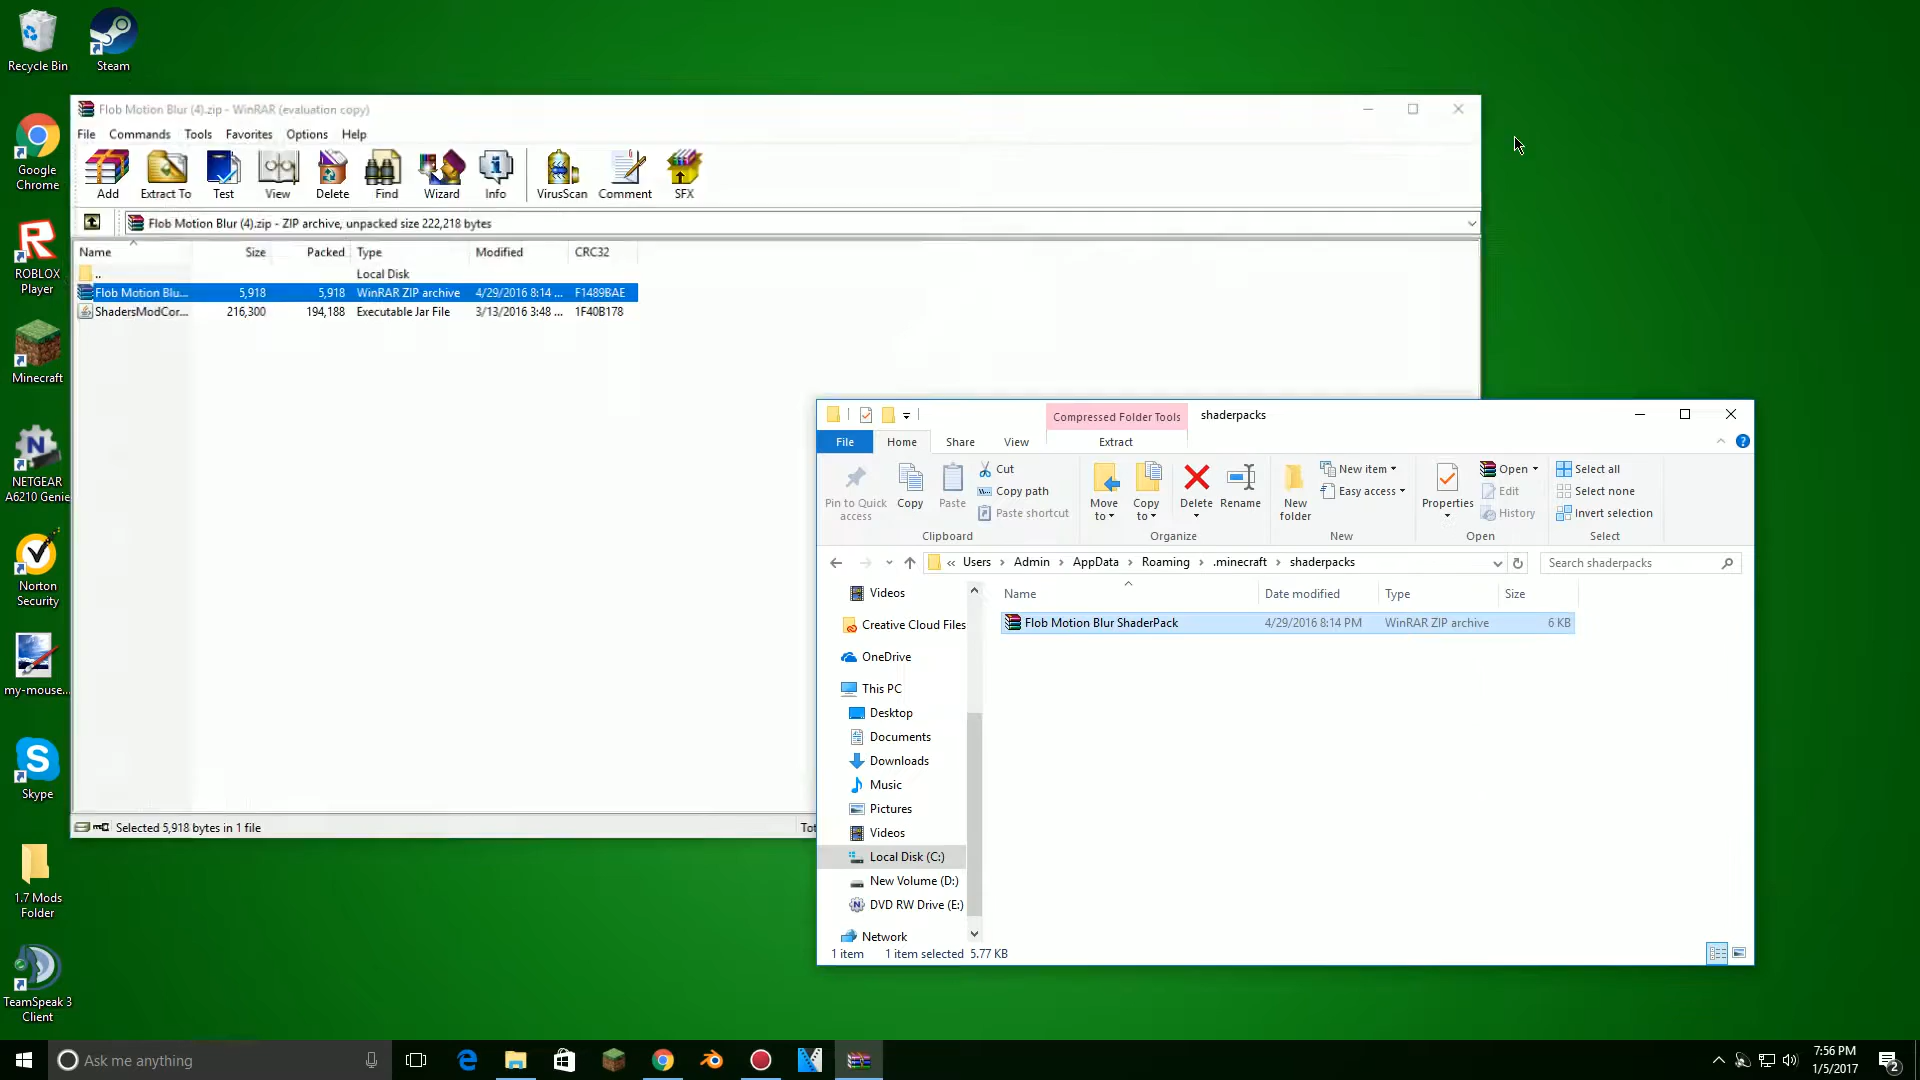 Recycle Bin
Steam
Google
Chrome
ROBLOX
Player
Minecraft
NETGEAR
A6210 Genie
Norton
Security
my-mouse...
Skype
1.7 Mods
Folder
TeamSpeak 3
Client
Flob Motion Blur (4).zip - WinRAR (evaluation copy)
File Commands Tools Favorites Options Help
Add Extract To Test View Delete Find Wizard Info VirusScan Comment SFX
Flob Motion Blur (4).zip - ZIP archive, unpacked size 222,218 bytes
Name Size Packed Type Modified CRC32
.. Local Disk
Flob Motion Blu... 5,918 5,918 WinRAR ZIP archive 4/29/2016 8:14 ... F1489BAE
ShadersModCor... 216,300 194,188 Executable Jar File 3/13/2016 3:48 ... 1F40B178
Selected 5,918 bytes in 1 file
Tot
Compressed Folder Tools shaderpacks
File Home Share View Extract
Pin to Quick
access
Copy
Paste
Cut
Copy path
Paste shortcut
Clipboard
Move
to
Copy
to
Delete
Rename
Organize
New
folder
New item
Easy access
New
Properties
Open
Edit
History
Open
Select all
Select none
Invert selection
Select
« Users › Admin › AppData › Roaming › .minecraft › shaderpacks
Search shaderpacks
Videos
Creative Cloud Files
OneDrive
This PC
Desktop
Documents
Downloads
Music
Pictures
Videos
Local Disk (C:)
New Volume (D:)
DVD RW Drive (E:)
Network
Name Date modified Type Size
Flob Motion Blur ShaderPack 4/29/2016 8:14 PM WinRAR ZIP archive 6 KB
1 item 1 item selected 5.77 KB
Ask me anything
7:56 PM
1/5/2017
2